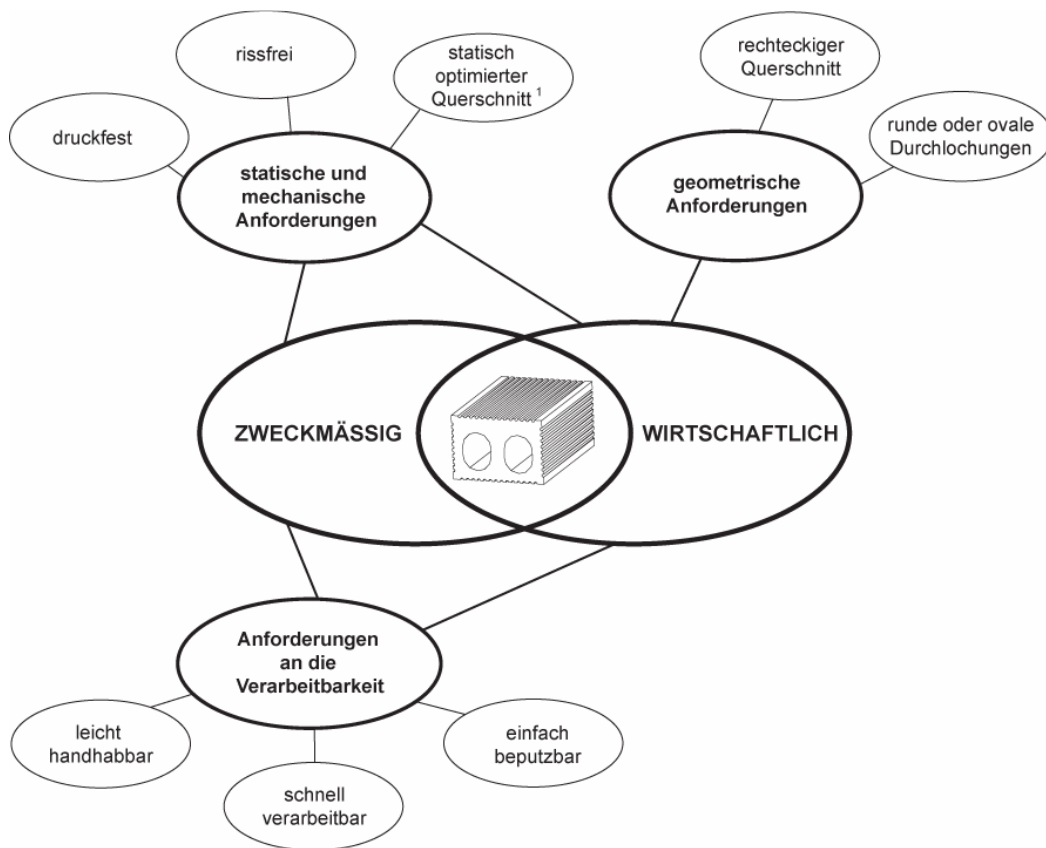 rissfrei
statisch
optimierter
Querschnitt ¹
druckfest
statische und
mechanische
Anforderungen
rechteckiger
Querschnitt
runde oder ovale
Durchlochungen
geometrische
Anforderungen
ZWECKMÄSSIG
WIRTSCHAFTLICH
Anforderungen
an die
Verarbeitbarkeit
leicht
handhabbar
schnell
verarbeitbar
einfach
beputzbar